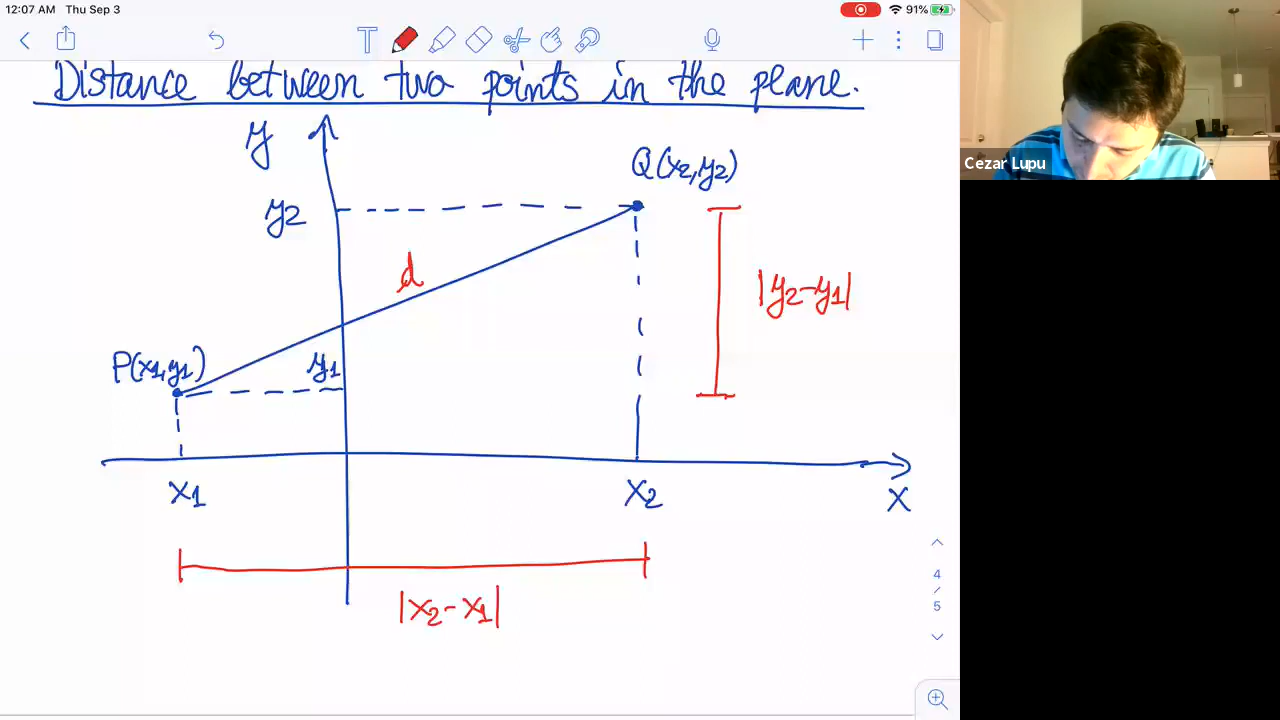 12:07 AM Thu Sep 3
91%
Distance between two points in the plane.
y
Q(x2,y2)
y2
d
|y2-y1|
P(x1,y1)
y1
x1
x2
x
|x2-x1|
4
/
5
T
Cezar Lupu